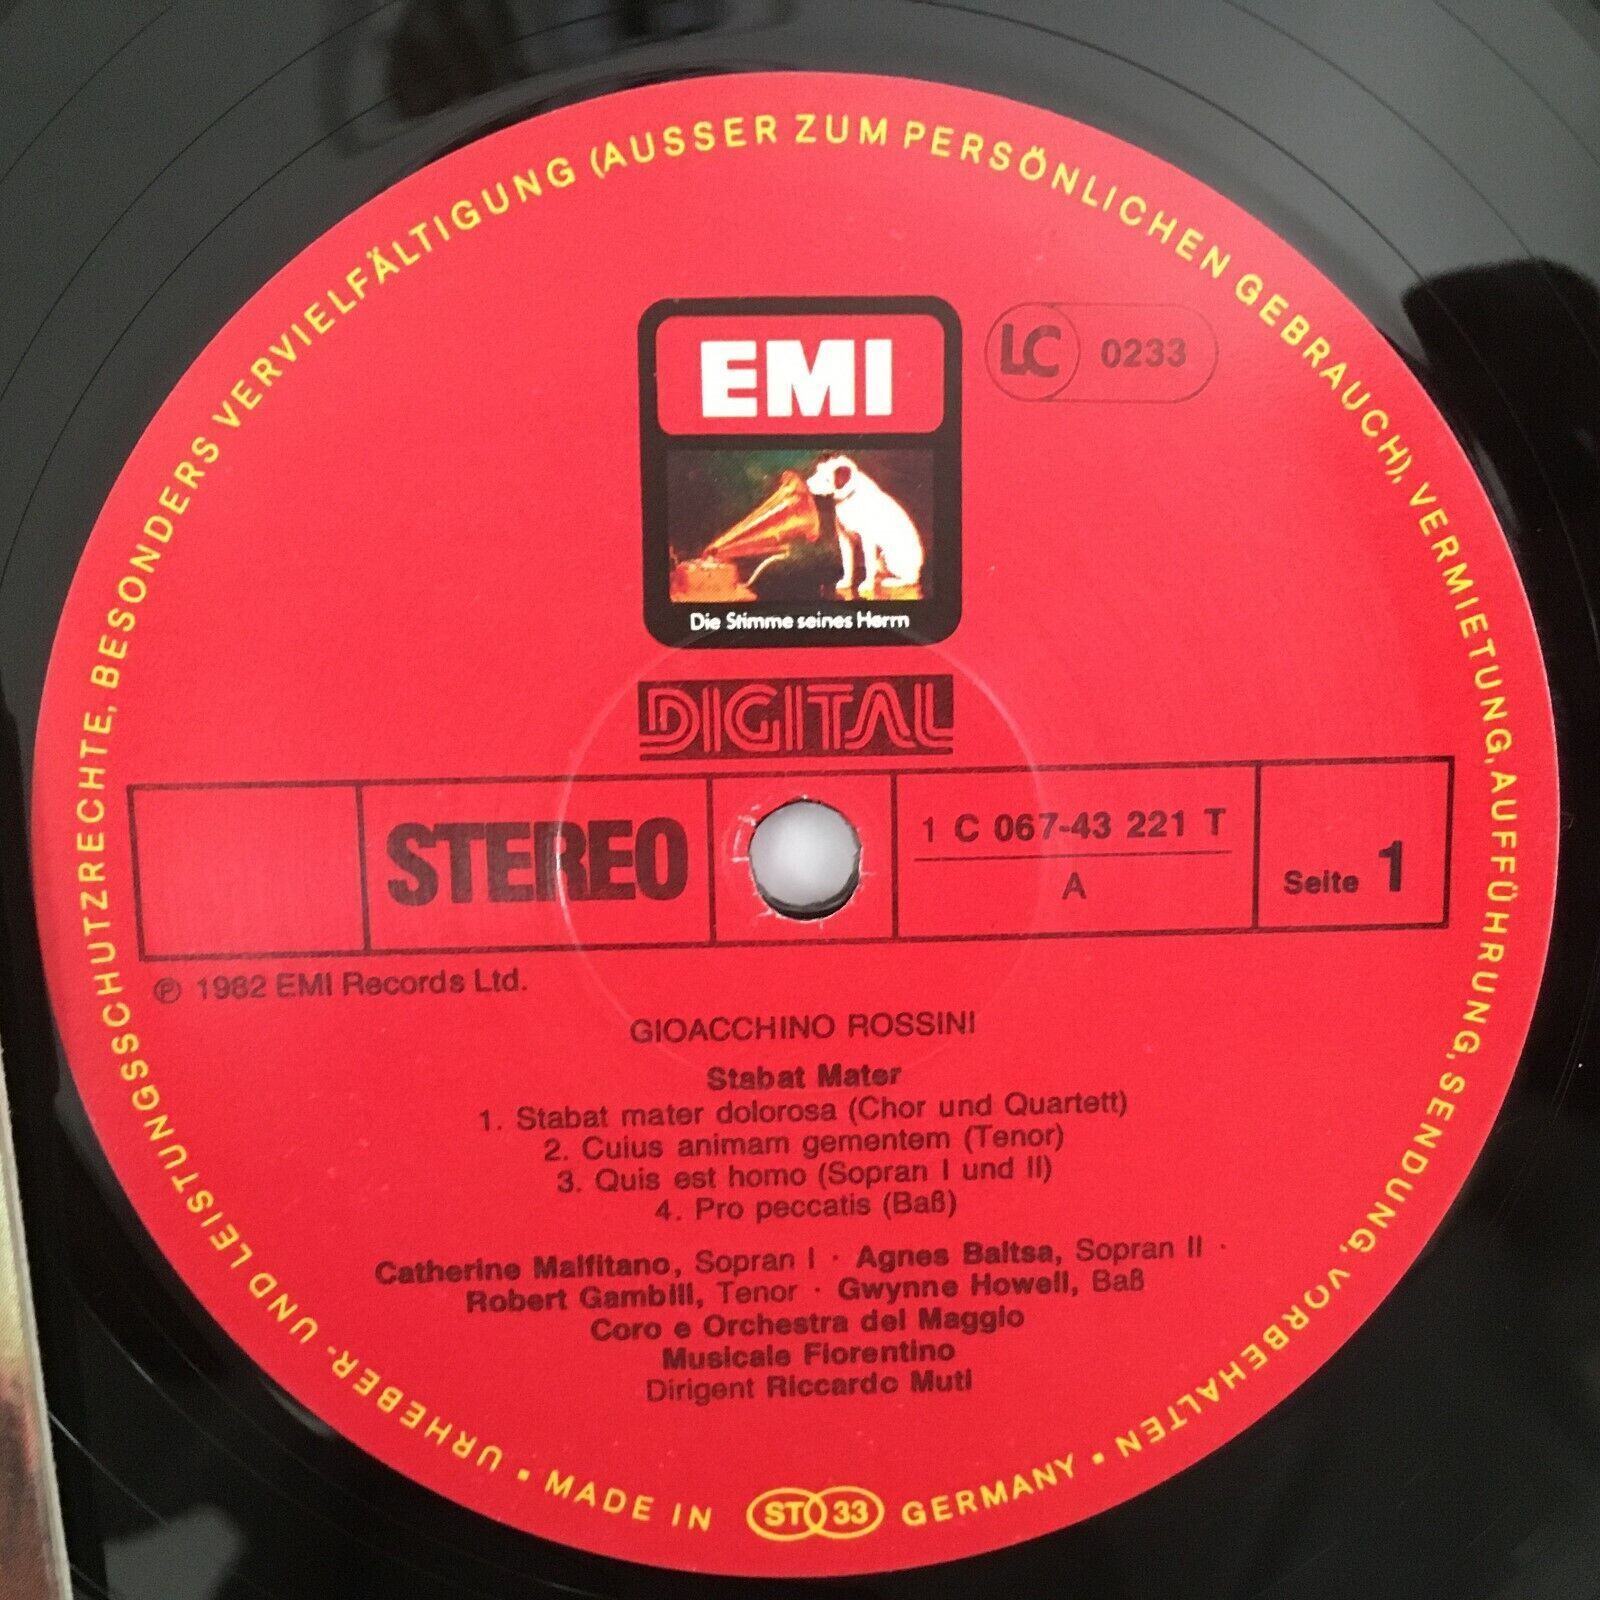 URHEBER- UND LEISTUNGSSCHUTZRECHTE, BESONDERS VERVIELFÄLTIGUNG (AUSSER ZUM PERSÖNLICHEN GEBRAUCH), VERMIETUNG, AUFFÜHRUNG, SENDUNG, VORBEHALTEN •
EMI
LC 0233
Die Stimme seines Herrn
DIGITAL
STEREO
1 C 067-43 221 T
A
Seite 1
℗ 1982 EMI Records Ltd.
GIOACCHINO ROSSINI
Stabat Mater
1. Stabat mater dolorosa (Chor und Quartett)
2. Cuius animam gementem (Tenor)
3. Quis est homo (Sopran I und II)
4. Pro peccatis (Baß)
Catherine Malfitano, Sopran I · Agnes Baltsa, Sopran II ·
Robert Gambill, Tenor · Gwynne Howell, Baß
Coro e Orchestra del Maggio
Musicale Fiorentino
Dirigent Riccardo Muti
• MADE IN ST 33 GERMANY